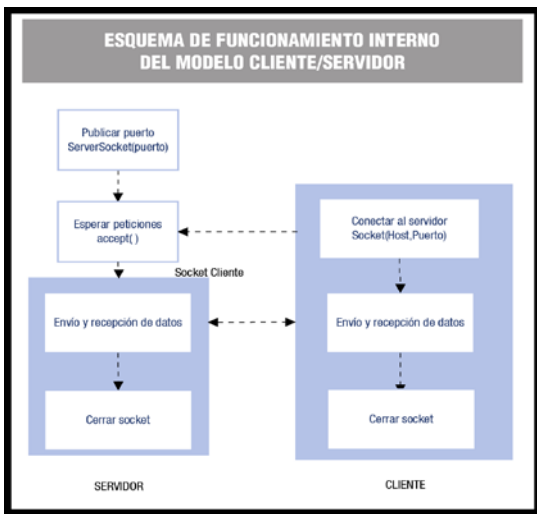 ESQUEMA DE FUNCIONAMIENTO INTERNO
DEL MODELO CLIENTE/SERVIDOR
Publicar puerto
ServerSocket(puerto)
Esperar peticiones
accept( )
Conectar al servidor
Socket(Host,Puerto)
Socket Cliente
Envío y recepción de datos
Envío y recepción de datos
Cerrar socket
Cerrar socket
SERVIDOR
CLIENTE